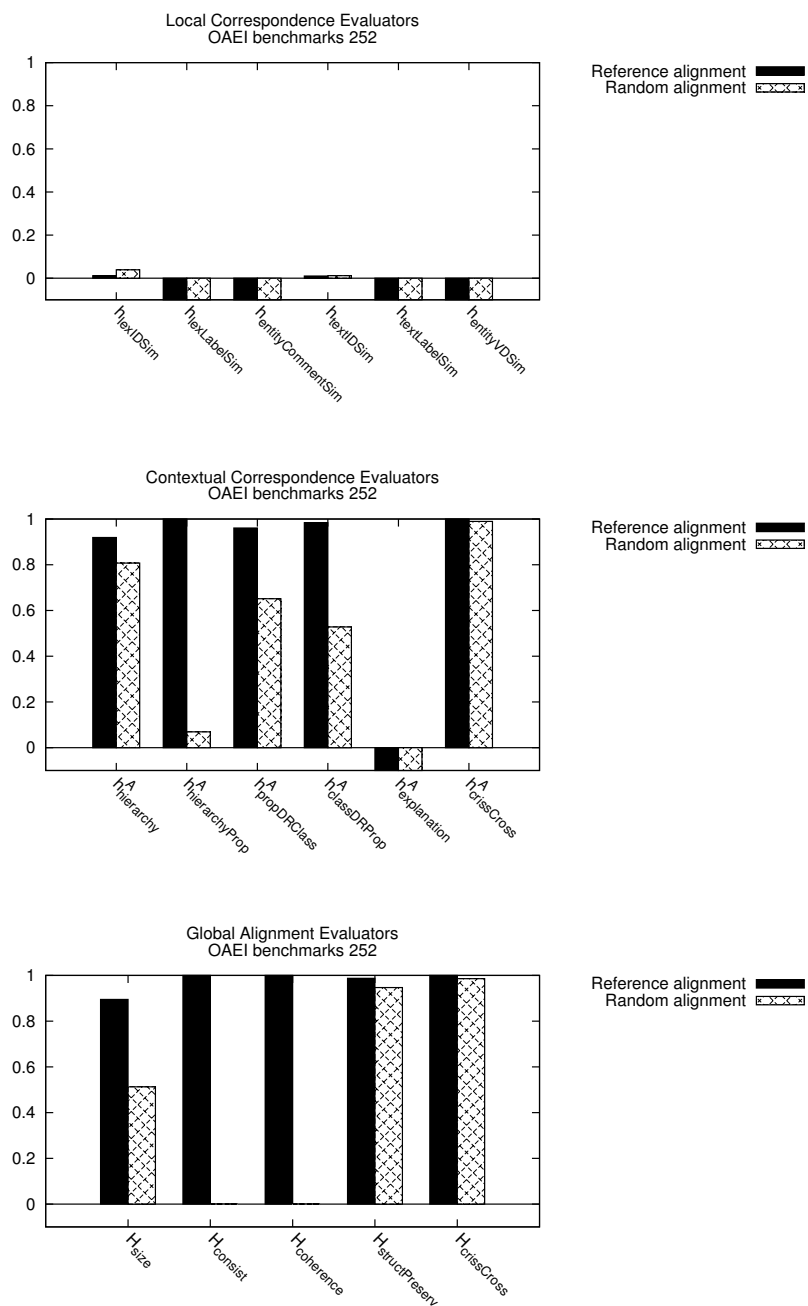 Local Correspondence Evaluators
OAEI benchmarks 252
Reference alignment
Random alignment
1
0.8
0.6
0.4
0.2
0
h_lexIDSim
h_lexLabelSim
h_entityCommentSim
h_textIDSim
h_textLabelSim
h_entityVDSim
Contextual Correspondence Evaluators
OAEI benchmarks 252
Reference alignment
Random alignment
1
0.8
0.6
0.4
0.2
0
h^A_hierarchy
h^A_hierarchyProp
h^A_propDRClass
h^A_classDRProp
h^A_explanation
h^A_crissCross
Global Alignment Evaluators
OAEI benchmarks 252
Reference alignment
Random alignment
1
0.8
0.6
0.4
0.2
0
H_size
H_consist
H_coherence
H_structPreserv
H_crissCross